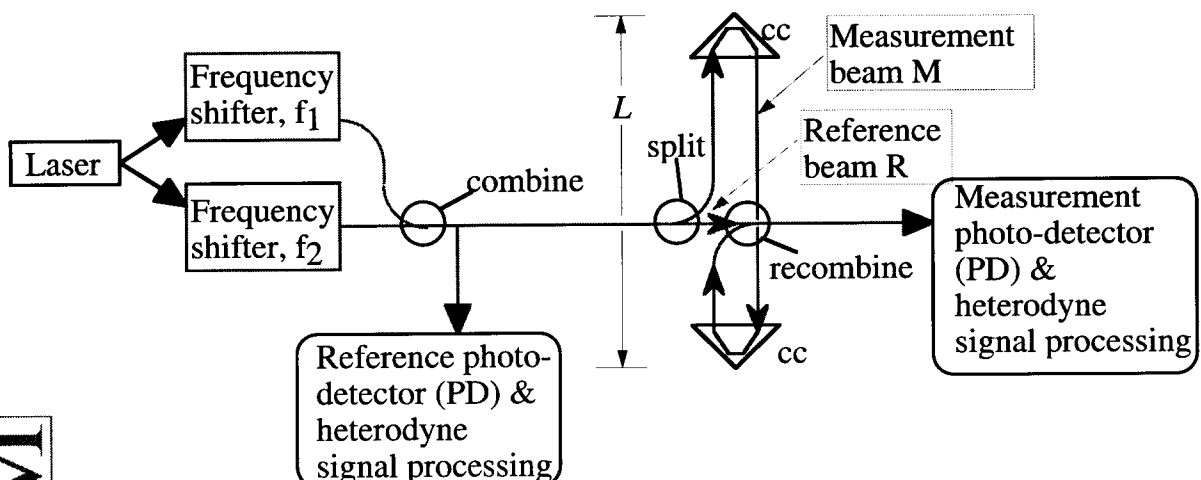 Frequency
shifter, f1
Laser
Frequency
shifter, f2
combine
Reference photo-
detector (PD) &
heterodyne
signal processing
L
split
cc
Measurement
beam M
Reference
beam R
recombine
cc
Measurement
photo-detector
(PD) &
heterodyne
signal processing